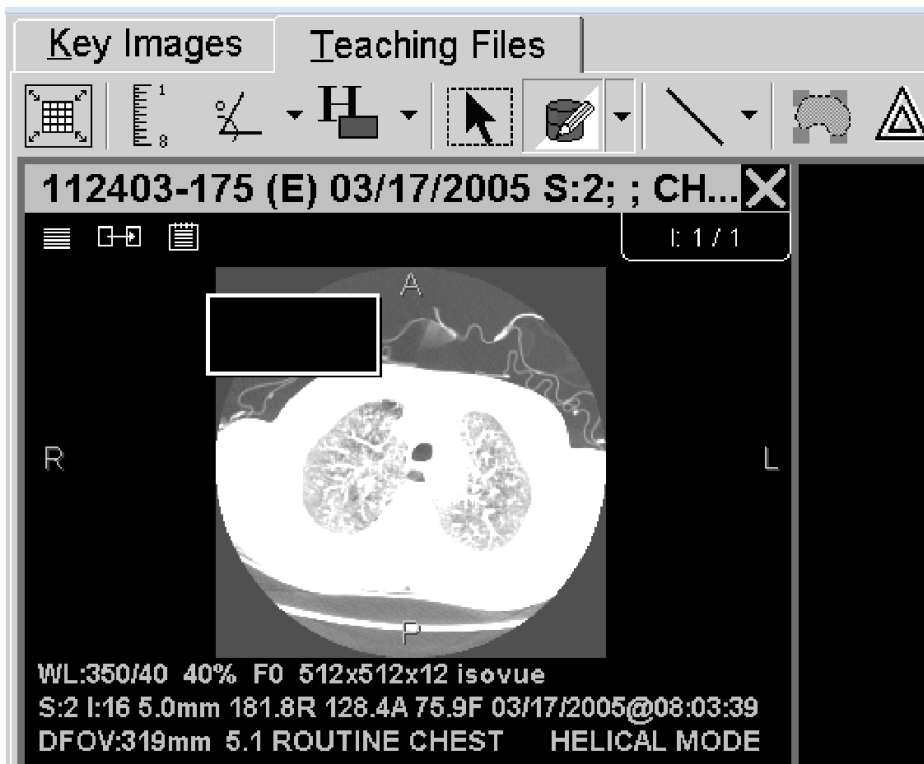 Key Images Teaching Files
1
8
H
112403-175 (E) 03/17/2005 S:2; ; CH...
I: 1 / 1
A
R L
P
WL:350/40 40% F0 512x512x12 isovue
S:2 I:16 5.0mm 181.8R 128.4A 75.9F 03/17/2005@08:03:39
DFOV:319mm 5.1 ROUTINE CHEST HELICAL MODE